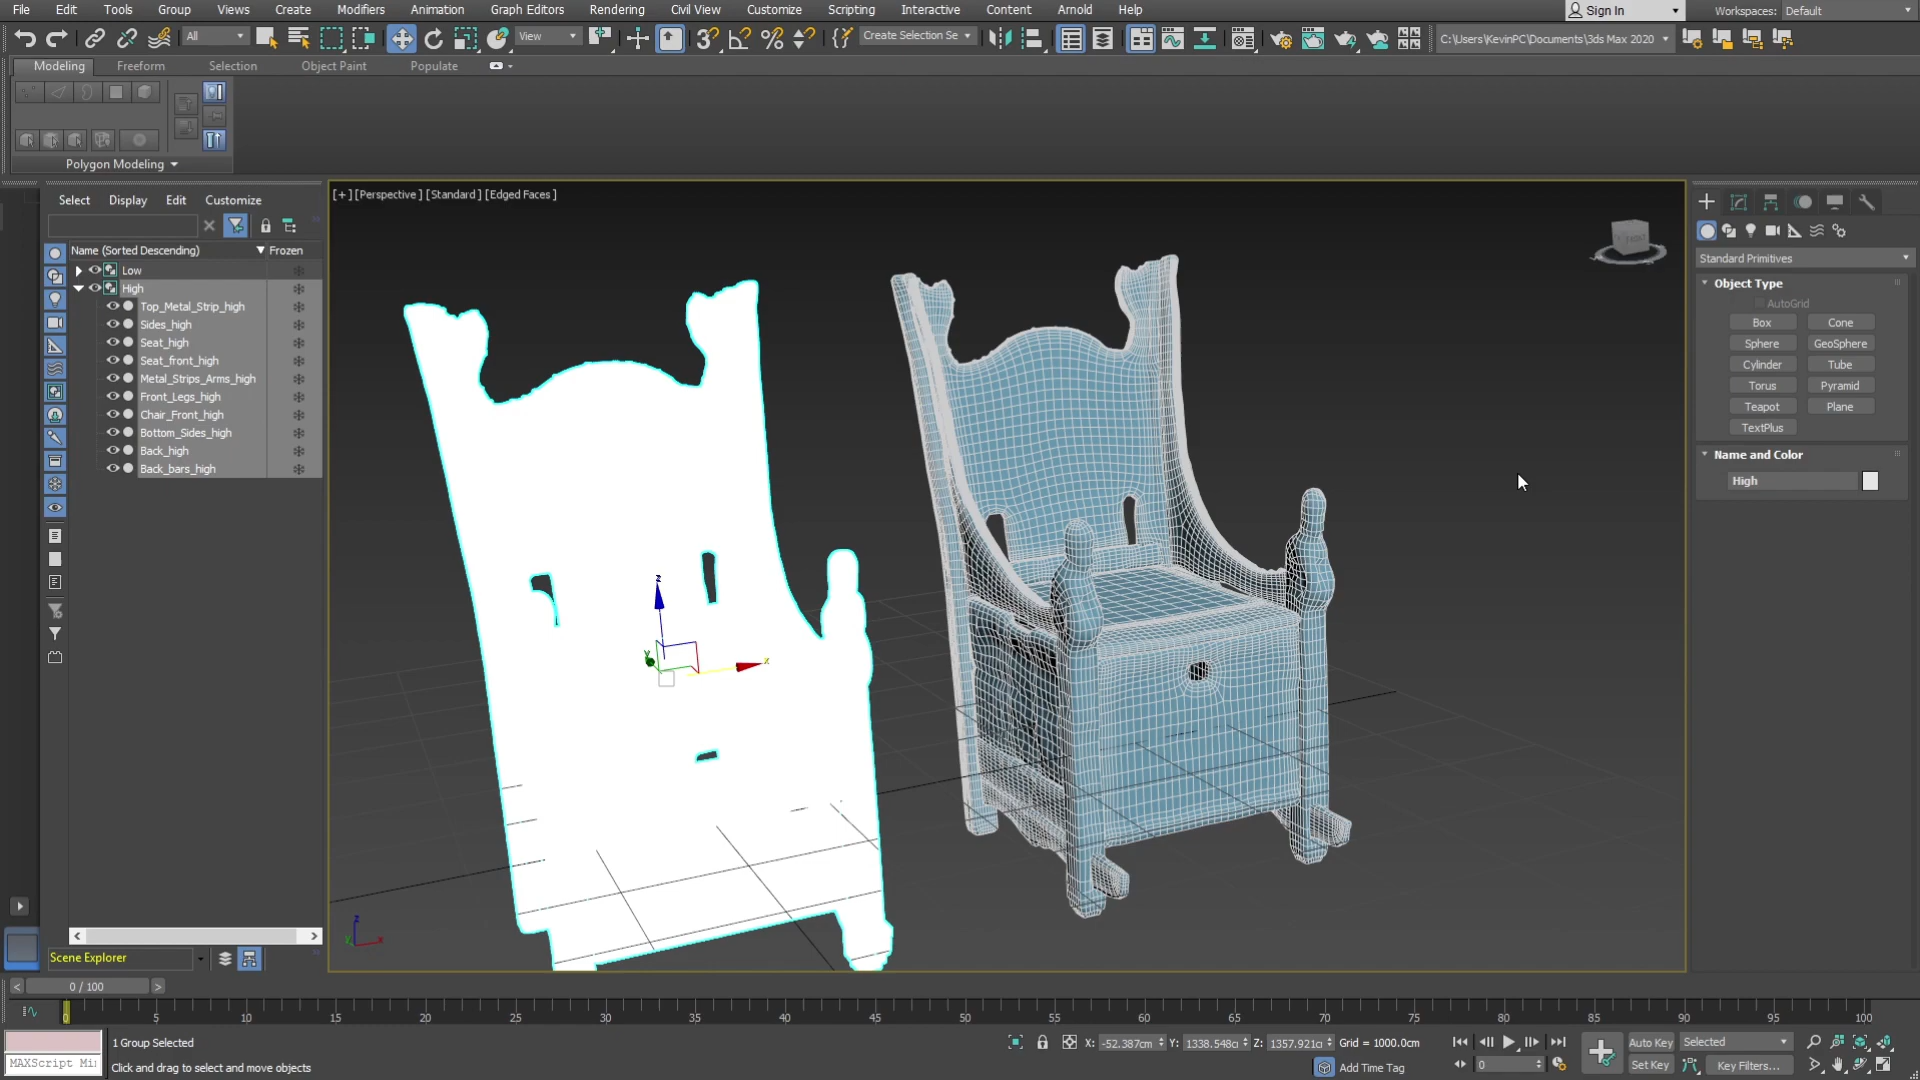 File Edit Tools Group Views Create Modifiers Animation Graph Editors Rendering Civil View Customize Scripting Interactive Content Arnold Help Sign In Workspaces: Default
All View Create Selection Se C:\Users\KevinPC\Documents\3ds Max 2020
Modeling Freeform Selection Object Paint Populate
Polygon Modeling
Select Display Edit Customize
[+] [Perspective] [Standard] [Edged Faces]
Name (Sorted Descending) Frozen
Low
High
Top_Metal_Strip_high
Sides_high
Seat_high
Seat_front_high
Metal_Strips_Arms_high
Front_Legs_high
Chair_Front_high
Bottom_Sides_high
Back_high
Back_bars_high
FRONT
z
y
x
z
x
Standard Primitives
Object Type
AutoGrid
Box Cone
Sphere GeoSphere
Cylinder Tube
Torus Pyramid
Teapot Plane
TextPlus
Name and Color
High
Scene Explorer
< 0 / 100 >
0 5 10 15 20 25 30 35 40 45 50 55 60 65 70 75 80 85 90 95 100
1 Group Selected
MAXScript Mi
Click and drag to select and move objects
X: -52.387cm Y: 1338.548c Z: 1357.921c Grid = 1000.0cm
Add Time Tag
0
Auto Key Selected
Set Key Key Filters...